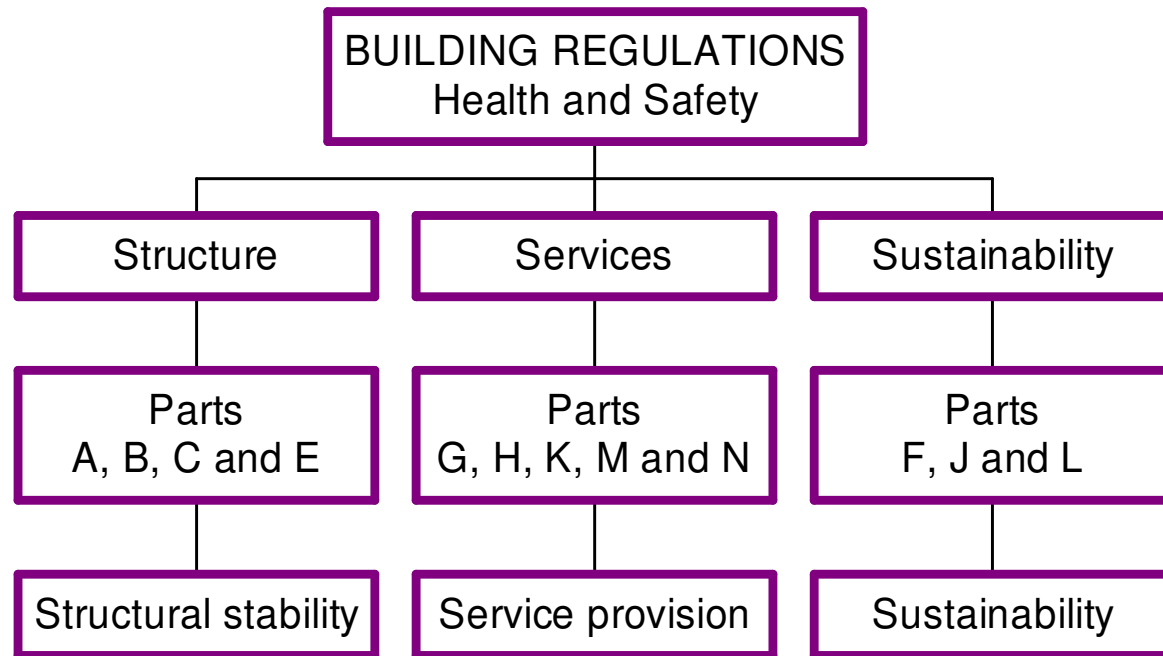 BUILDING REGULATIONS
Health and Safety
Structure
Services
Sustainability
Parts
A, B, C and E
Parts
G, H, K, M and N
Parts
F, J and L
Structural stability
Service provision
Sustainability